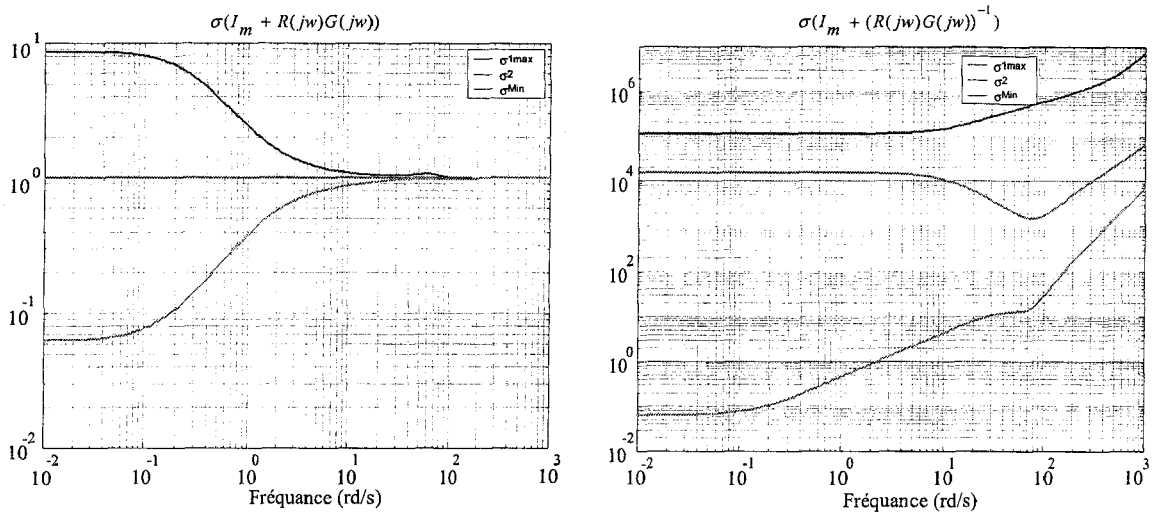 σ(I_m + R(jw)G(jw))
10^1
10^0
10^-1
10^-2
σ1max
σ2
σMin
10^-2 10^-1 10^0 10^1 10^2 10^3
Fréquance (rd/s)
σ(I_m + (R(jw)G(jw))^-1)
10^6
10^4
10^2
10^0
10^-2
σ1max
σ2
σMin
10^-2 10^-1 10^0 10^1 10^2 10^3
Fréquance (rd/s)